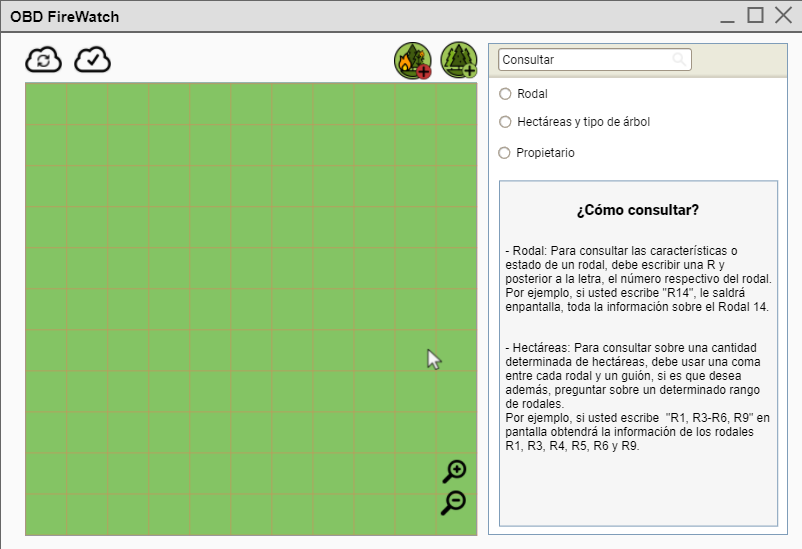 OBD FireWatch
Consultar
Rodal
Hectáreas y tipo de árbol
Propietario
¿Cómo consultar?
- Rodal: Para consultar las características o
estado de un rodal, debe escribir una R y
posterior a la letra, el número respectivo del rodal.
Por ejemplo, si usted escribe "R14", le saldrá
enpantalla, toda la información sobre el Rodal 14.
- Hectáreas: Para consultar sobre una cantidad
determinada de hectáreas, debe usar una coma
entre cada rodal y un guión, si es que desea
además, preguntar sobre un determinado rango
de rodales.
Por ejemplo, si usted escribe "R1, R3-R6, R9" en
pantalla obtendrá la información de los rodales
R1, R3, R4, R5, R6 y R9.